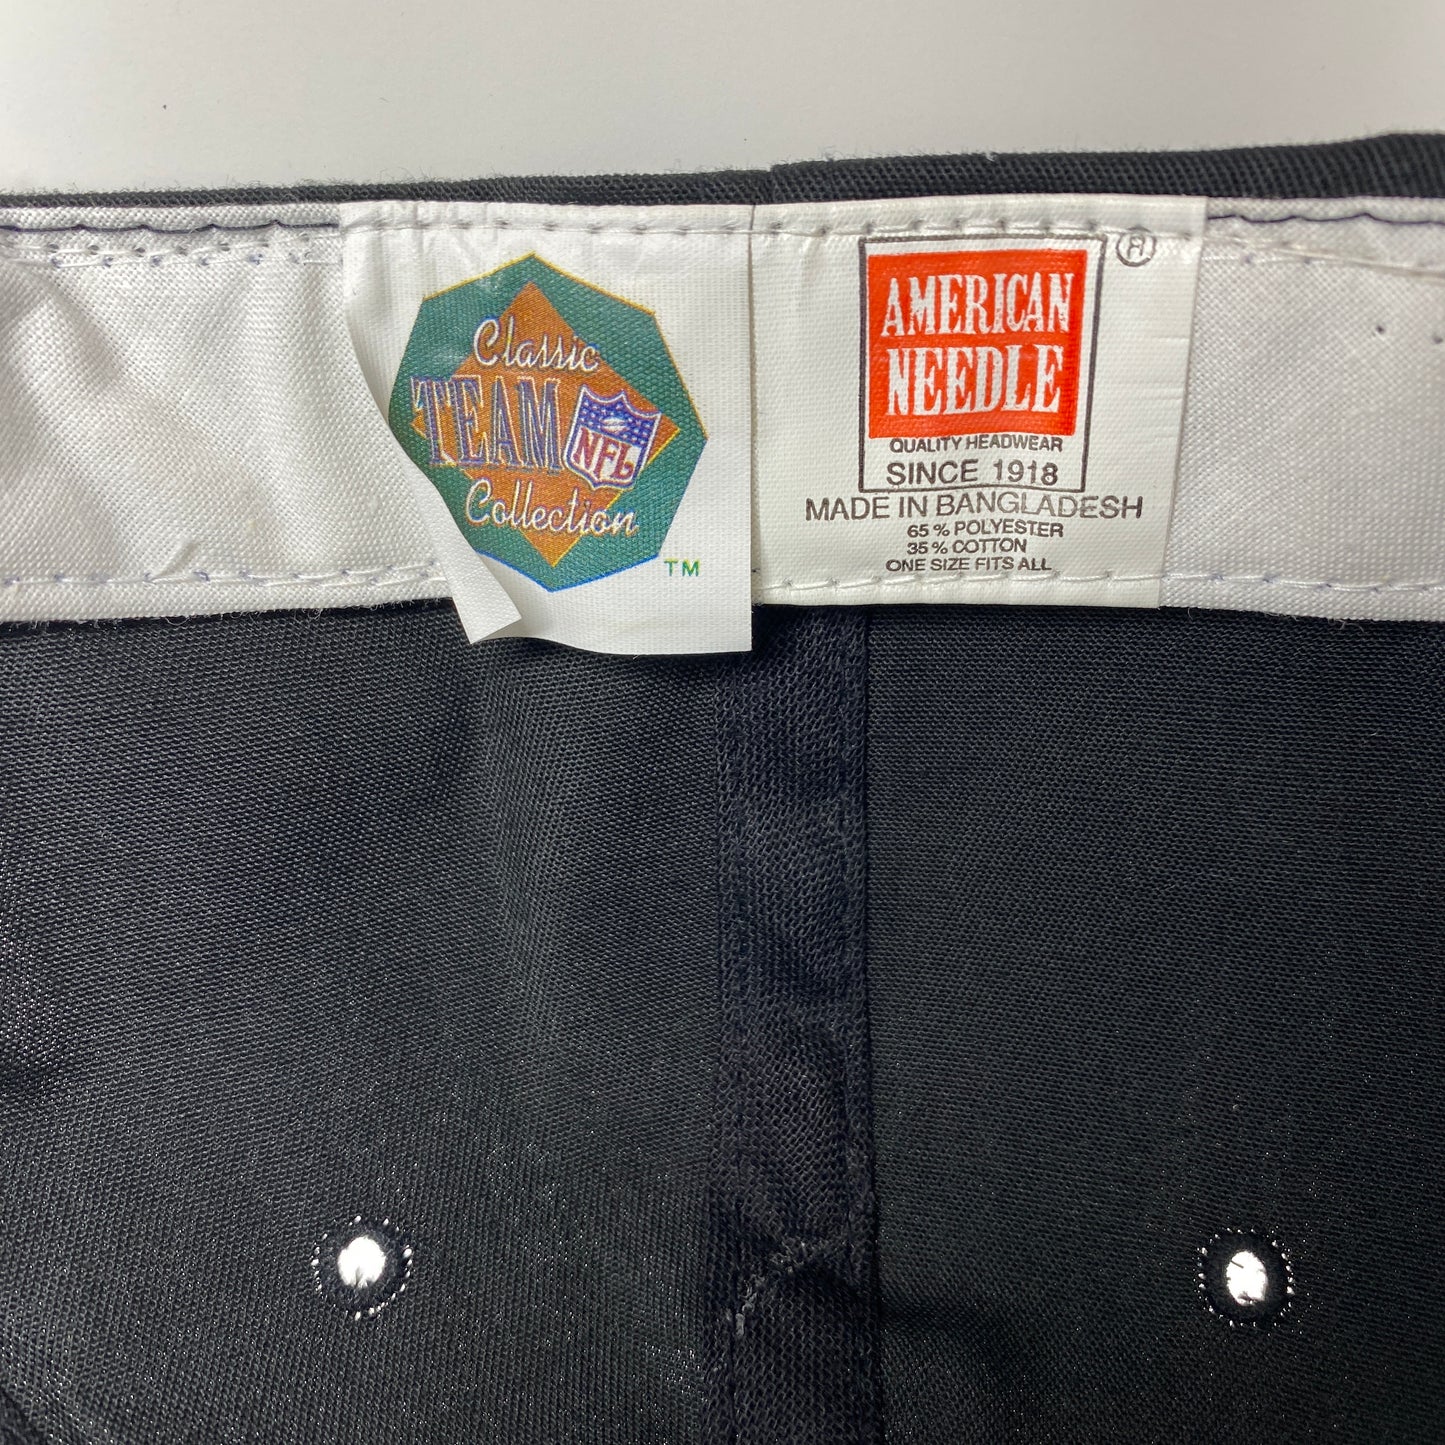 Classic
TEAM
NFL
Collection
TM
AMERICAN
NEEDLE
®
QUALITY HEADWEAR
SINCE 1918
MADE IN BANGLADESH
65% POLYESTER
35% COTTON
ONE SIZE FITS ALL